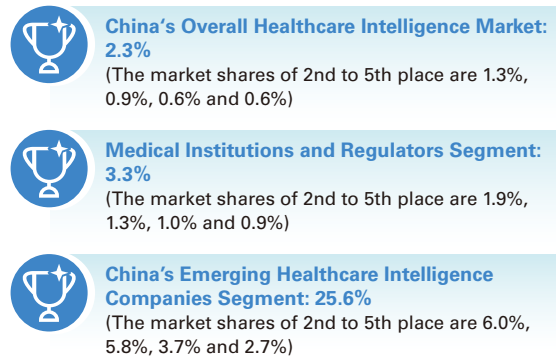 China's Overall Healthcare Intelligence Market:
2.3%
(The market shares of 2nd to 5th place are 1.3%,
0.9%, 0.6% and 0.6%)
Medical Institutions and Regulators Segment:
3.3%
(The market shares of 2nd to 5th place are 1.9%,
1.3%, 1.0% and 0.9%)
China's Emerging Healthcare Intelligence
Companies Segment: 25.6%
(The market shares of 2nd to 5th place are 6.0%,
5.8%, 3.7% and 2.7%)